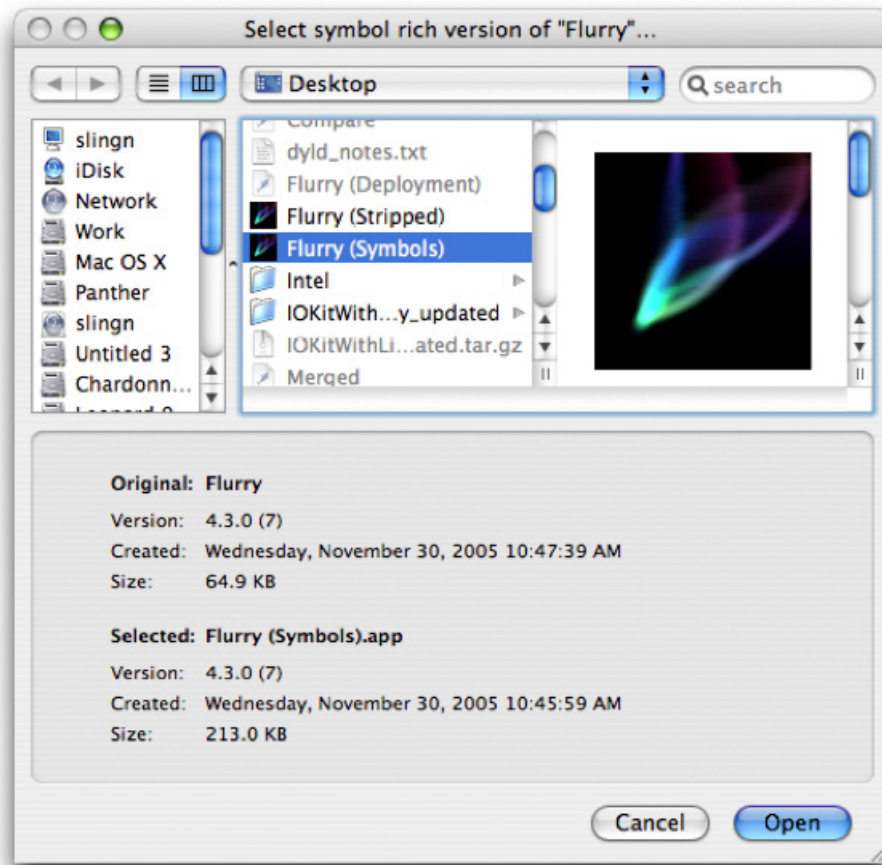 Select symbol rich version of "Flurry"...
Desktop
search
slingn
iDisk
Network
Work
Mac OS X
Panther
slingn
Untitled 3
Chardonn...
Compare
dyld_notes.txt
Flurry (Deployment)
Flurry (Stripped)
Flurry (Symbols)
Intel
IOKitWith...y_updated
IOKitWithLi...ated.tar.gz
Merged
Original: Flurry
Version: 4.3.0 (7)
Created: Wednesday, November 30, 2005 10:47:39 AM
Size: 64.9 KB
Selected: Flurry (Symbols).app
Version: 4.3.0 (7)
Created: Wednesday, November 30, 2005 10:45:59 AM
Size: 213.0 KB
Cancel
Open